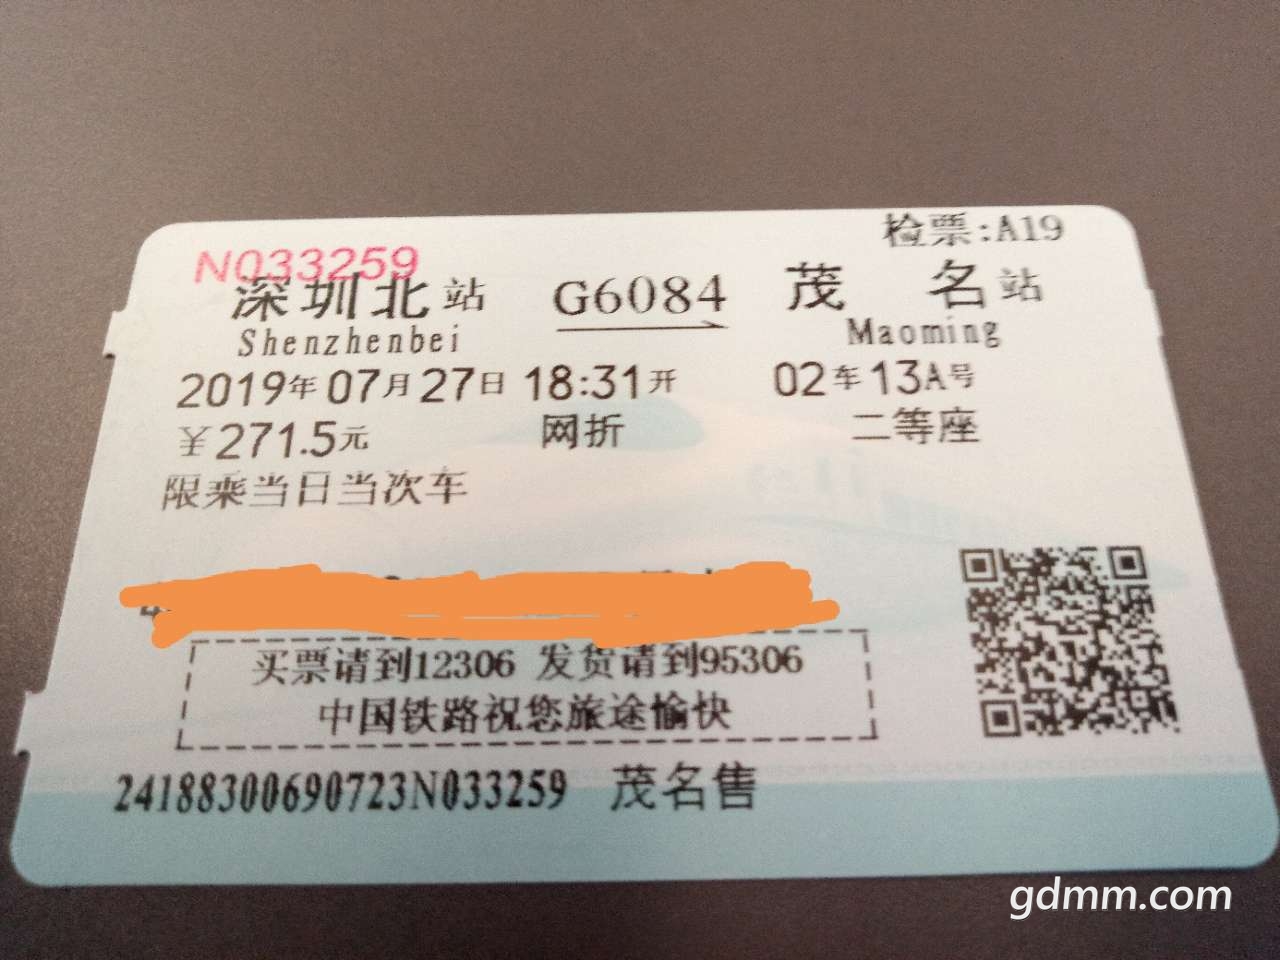 检票:A19
N033259
深圳北站 G6084 茂名站
Shenzhenbei Maoming
2019年07月27日 18:31开 02车13A号
￥271.5元 网折 二等座
限乘当日当次车
买票请到12306 发货请到95306
中国铁路祝您旅途愉快
24188300690723N033259 茂名售
gdmm.com